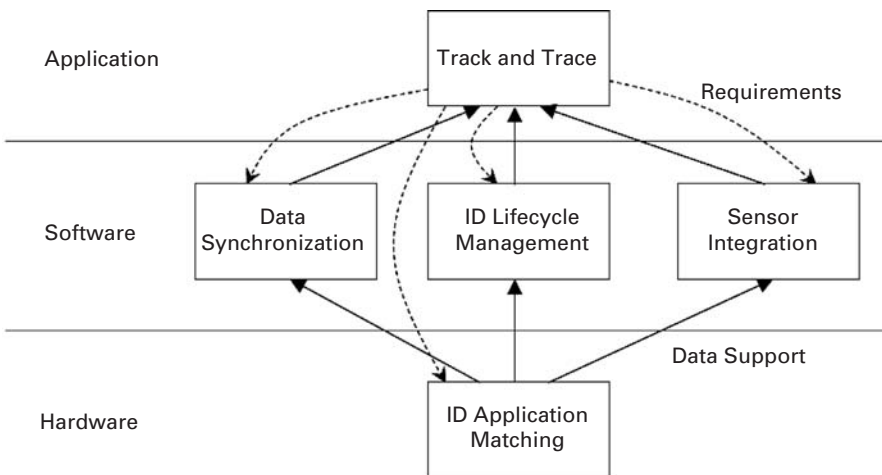 Application
Track and Trace
Requirements
Software
Data
Synchronization
ID Lifecycle
Management
Sensor
Integration
Data Support
Hardware
ID Application
Matching